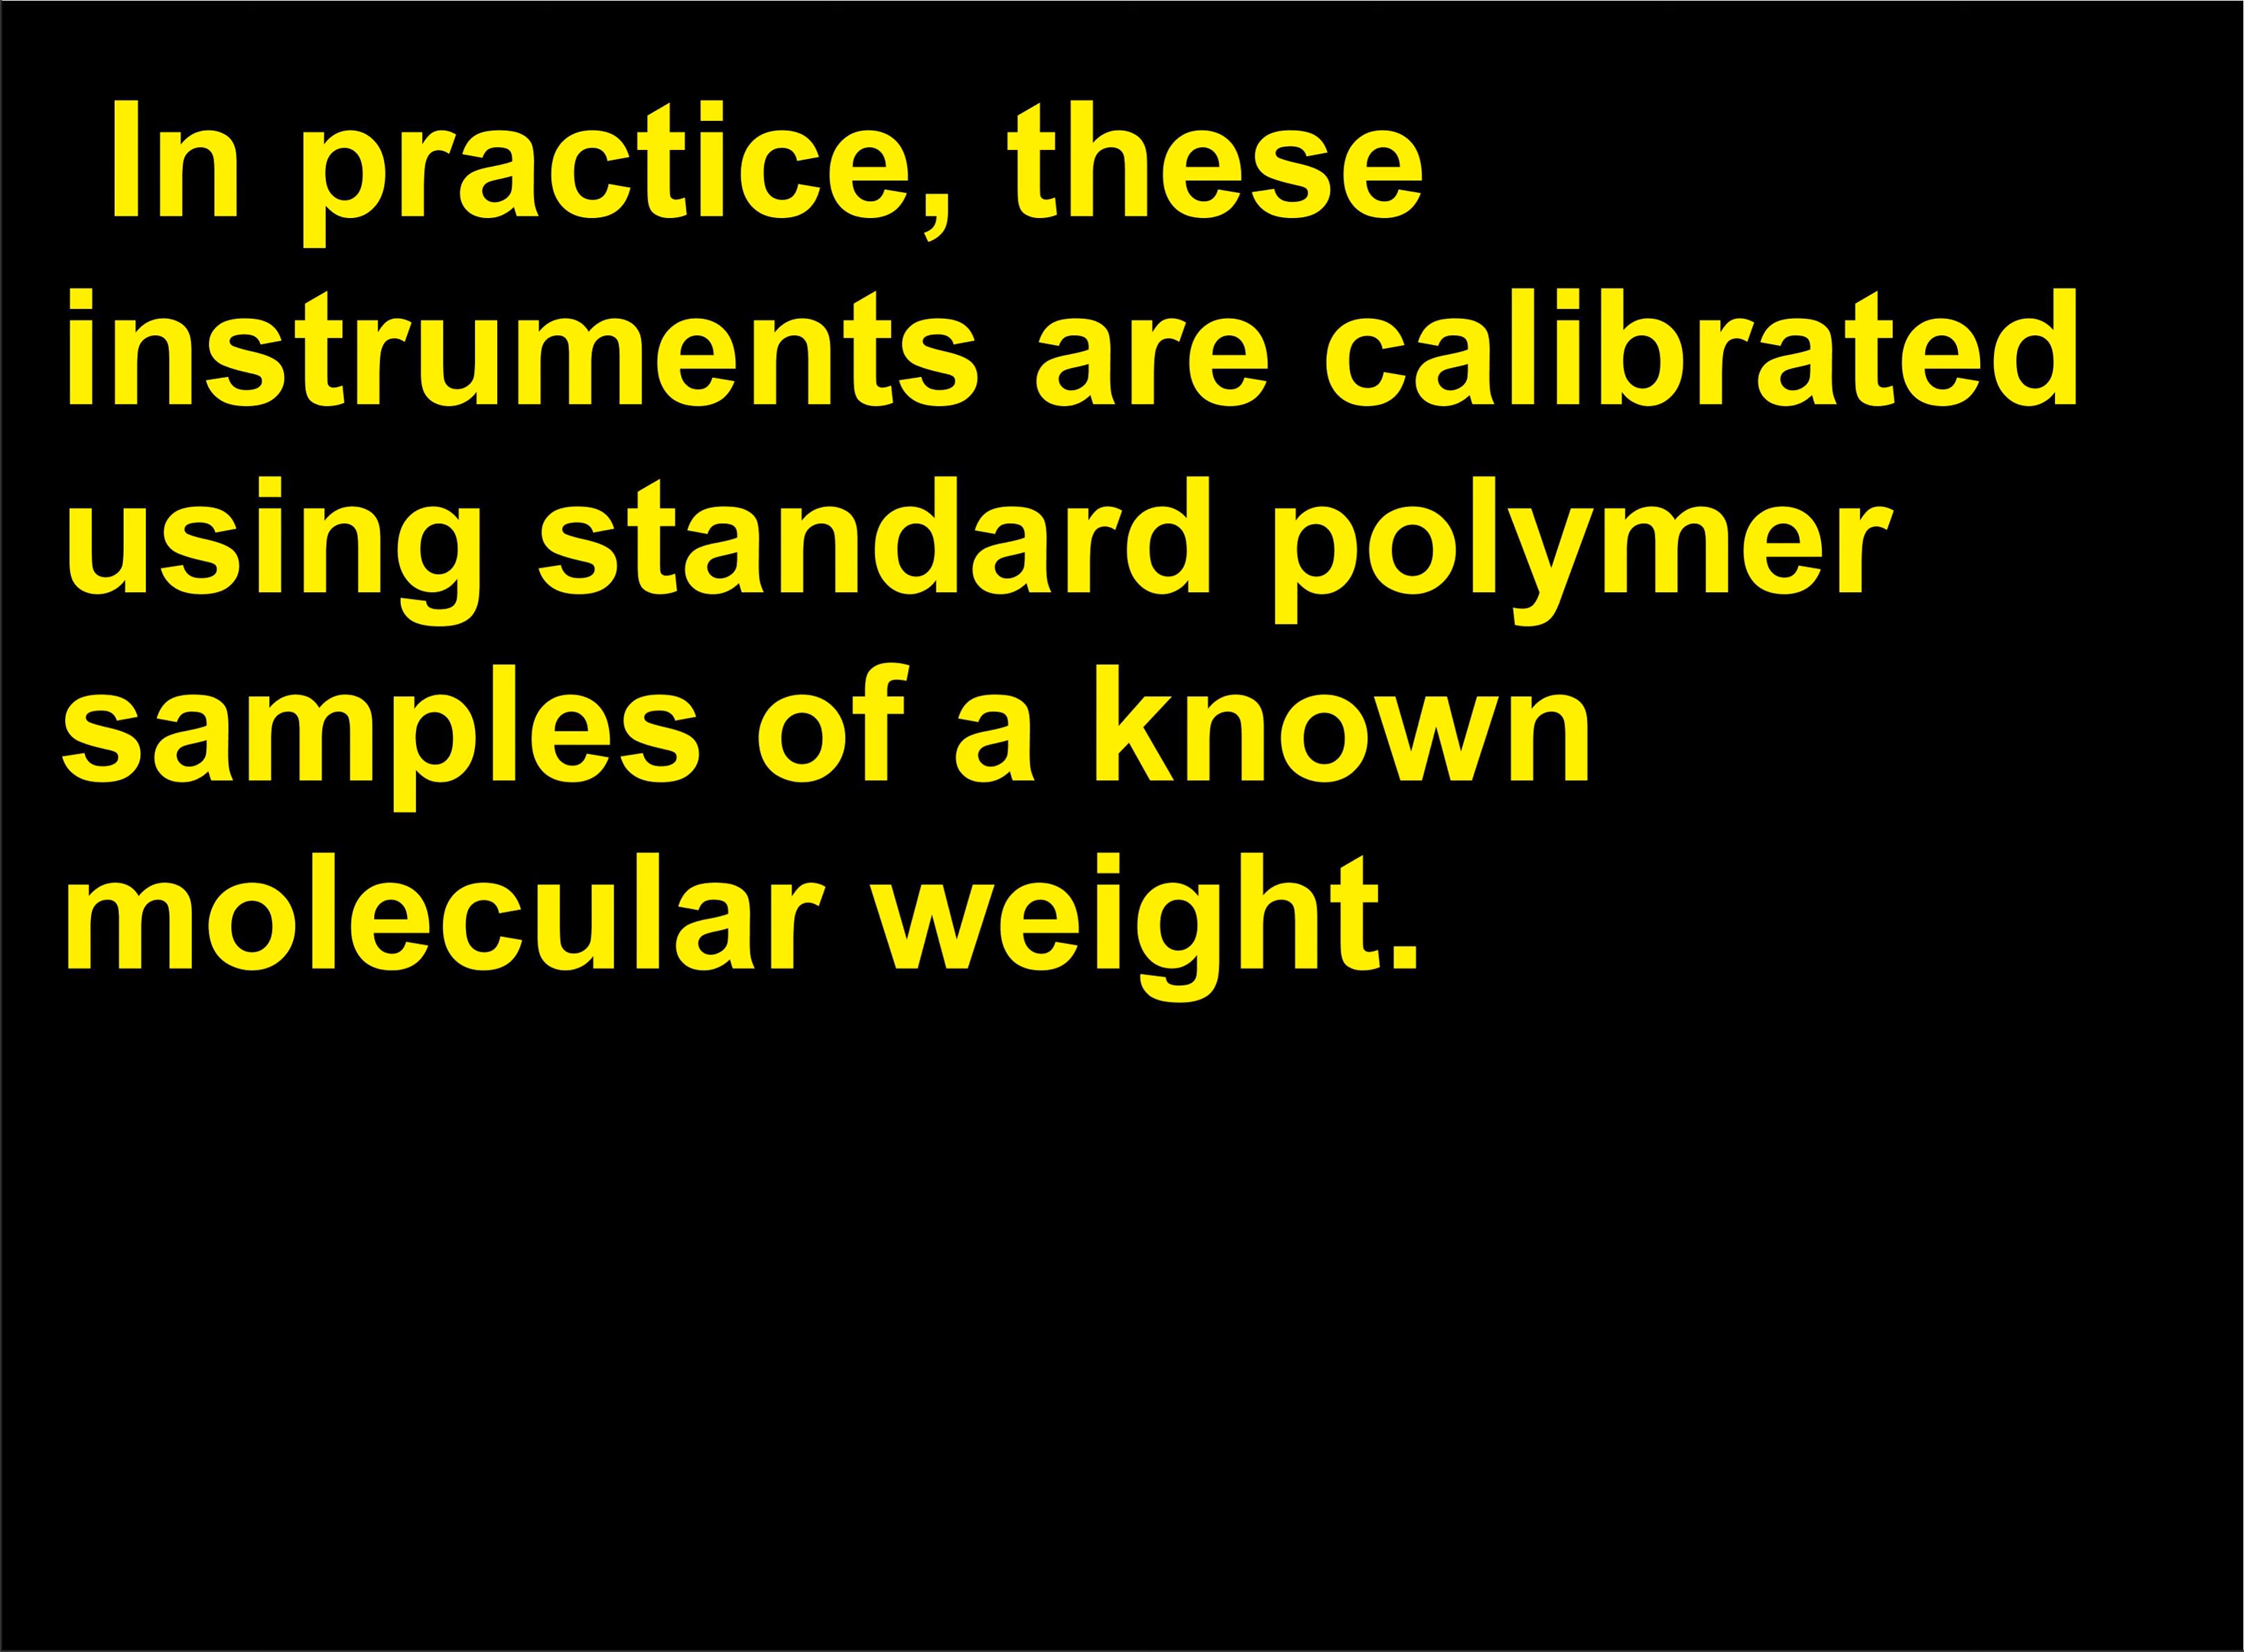 In practice, these
instruments are calibrated
using standard polymer
samples of a known
molecular weight.